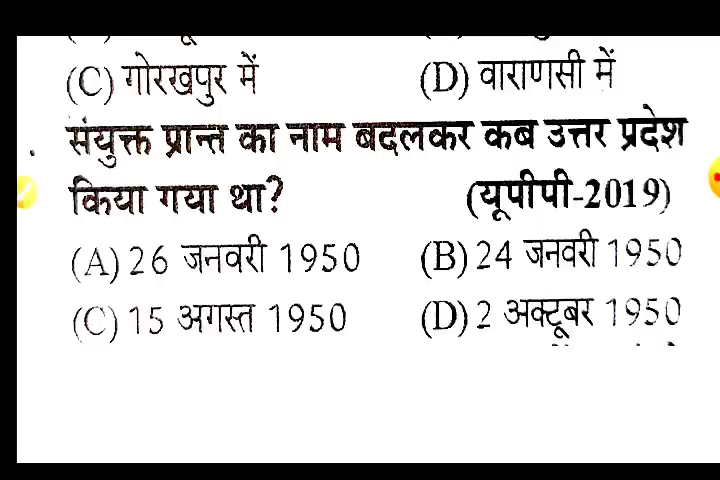 (C) गोरखपुर में (D) वाराणसी में
. संयुक्त प्रान्त का नाम बदलकर कब उत्तर प्रदेश
किया गया था? (यूपीपी-2019)
(A) 26 जनवरी 1950 (B) 24 जनवरी 1950
(C) 15 अगस्त 1950 (D) 2 अक्टूबर 1950